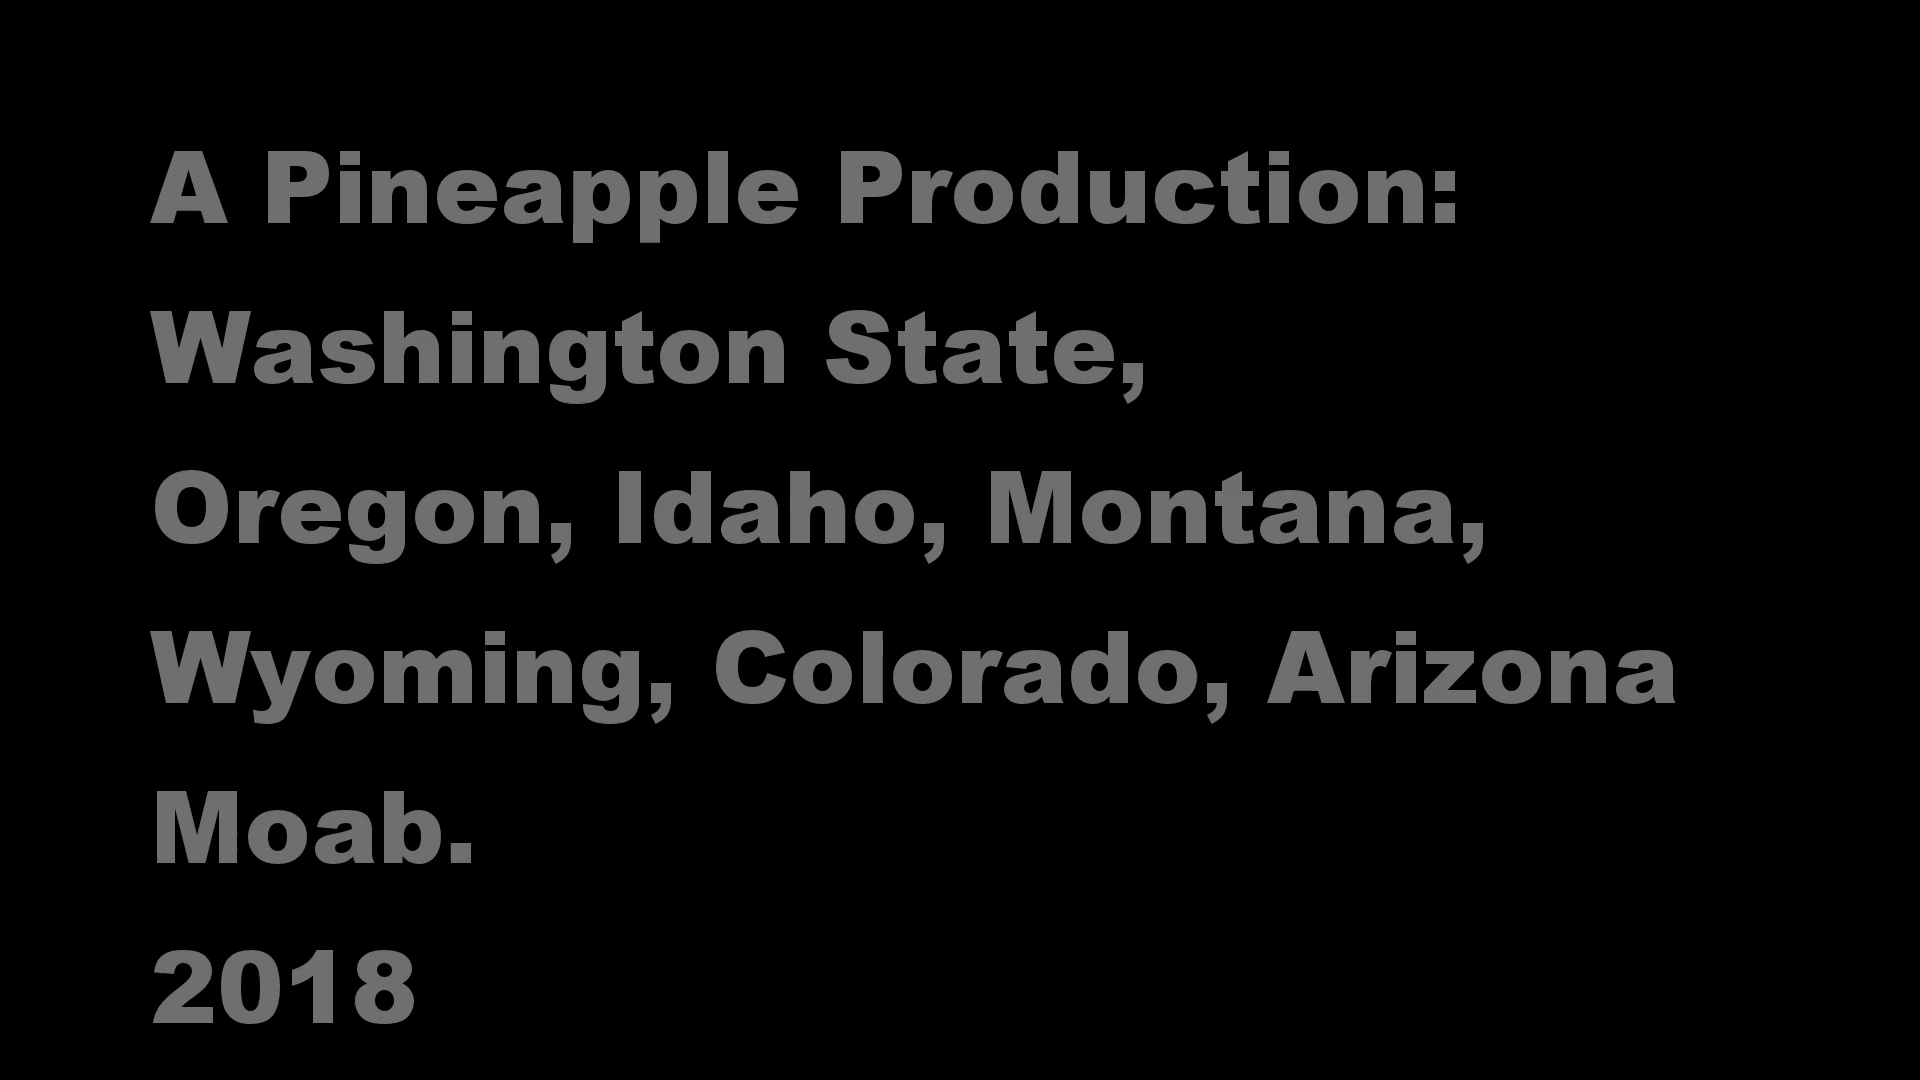 A Pineapple Production:
Washington State,
Oregon, Idaho, Montana,
Wyoming, Colorado, Arizona
Moab.
2018